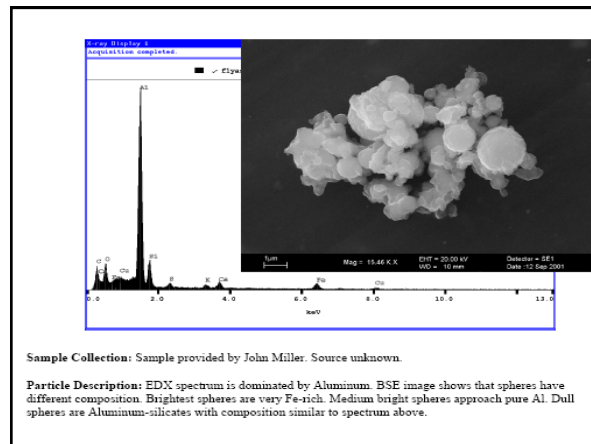 X-ray Display 1
Acquisition completed.
✓ flyas
Al
C
O
Si
Cu
S
K
Ca
Fe
Cu
0.0 2.0 4.0 6.0 8.0 10.0 13.0
keV
1µm
Mag = 15.46 K X
EHT = 20.00 kV
WD = 10 mm
Detector = SE1
Date :12 Sep 2001
Sample Collection: Sample provided by John Miller. Source unknown.
Particle Description: EDX spectrum is dominated by Aluminum. BSE image shows that spheres have
different composition. Brightest spheres are very Fe-rich. Medium bright spheres approach pure Al. Dull
spheres are Aluminum-silicates with composition similar to spectrum above.